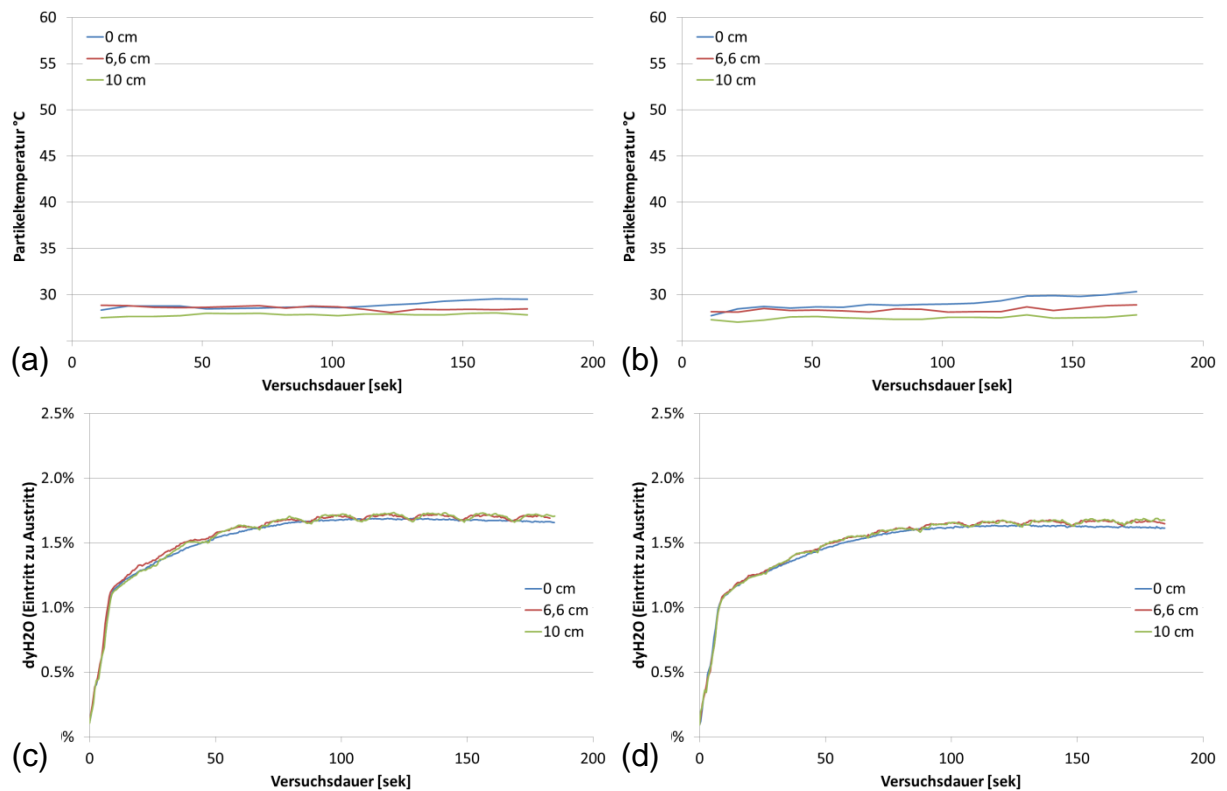 60
55
50
45
40
35
30
Partikeltemperatur °C
0 cm
6,6 cm
10 cm
(a)
0
50
100
150
200
Versuchsdauer [sek]
60
55
50
45
40
35
30
Partikeltemperatur °C
0 cm
6,6 cm
10 cm
(b)
0
50
100
150
200
Versuchsdauer [sek]
2.5%
2.0%
1.5%
1.0%
0.5%
%
dyH2O (Eintritt zu Austritt)
0 cm
6,6 cm
10 cm
(c)
0
50
100
150
200
Versuchsdauer [sek]
2.5%
2.0%
1.5%
1.0%
0.5%
%
dyH2O (Eintritt zu Austritt)
0 cm
6,6 cm
10 cm
(d)
0
50
100
150
200
Versuchsdauer [sek]